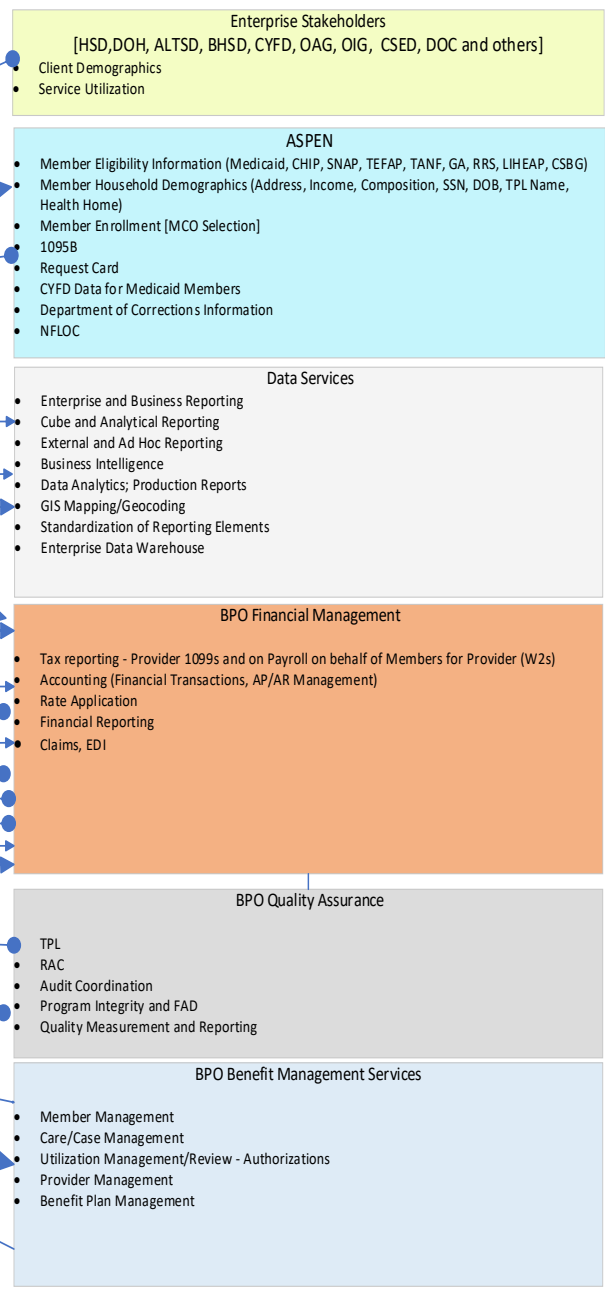 Enterprise Stakeholders
[HSD,DOH, ALTSD, BHSD, CYFD, OAG, OIG, CSED, DOC and others]
• Client Demographics
• Service Utilization
ASPEN
• Member Eligibility Information (Medicaid, CHIP, SNAP, TEFAP, TANF, GA, RRS, LIHEAP, CSBG)
• Member Household Demographics (Address, Income, Composition, SSN, DOB, TPL Name,
Health Home)
• Member Enrollment [MCO Selection]
• 1095B
• Request Card
• CYFD Data for Medicaid Members
• Department of Corrections Information
• NFLOC
Data Services
• Enterprise and Business Reporting
• Cube and Analytical Reporting
• External and Ad Hoc Reporting
• Business Intelligence
• Data Analytics; Production Reports
• GIS Mapping/Geocoding
• Standardization of Reporting Elements
• Enterprise Data Warehouse
BPO Financial Management
• Tax reporting - Provider 1099s and on Payroll on behalf of Members for Provider (W2s)
• Accounting (Financial Transactions, AP/AR Management)
• Rate Application
• Financial Reporting
• Claims, EDI
BPO Quality Assurance
• TPL
• RAC
• Audit Coordination
• Program Integrity and FAD
• Quality Measurement and Reporting
BPO Benefit Management Services
• Member Management
• Care/Case Management
• Utilization Management/Review - Authorizations
• Provider Management
• Benefit Plan Management